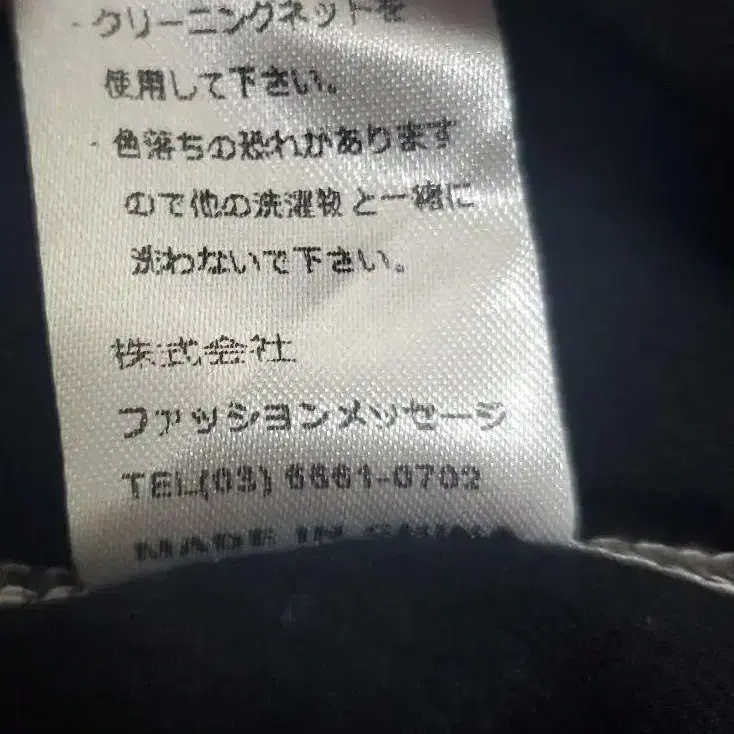 ・クリーニングネットを
使用して下さい。
・色落ちの恐れがあります
ので他の洗濯物と一緒に
洗わないで下さい。
株式会社
ファッションメッセージ
TEL(03) 6661-0702
MADE IN